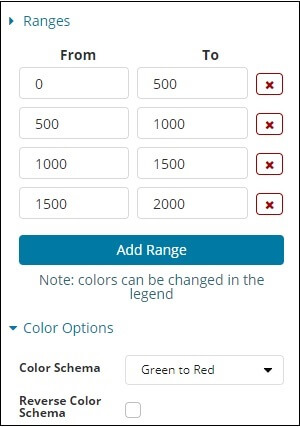 Ranges
From To
0 500
500 1000
1000 1500
1500 2000
Add Range
Note: colors can be changed in the
legend
Color Options
Color Schema Green to Red
Reverse Color
Schema